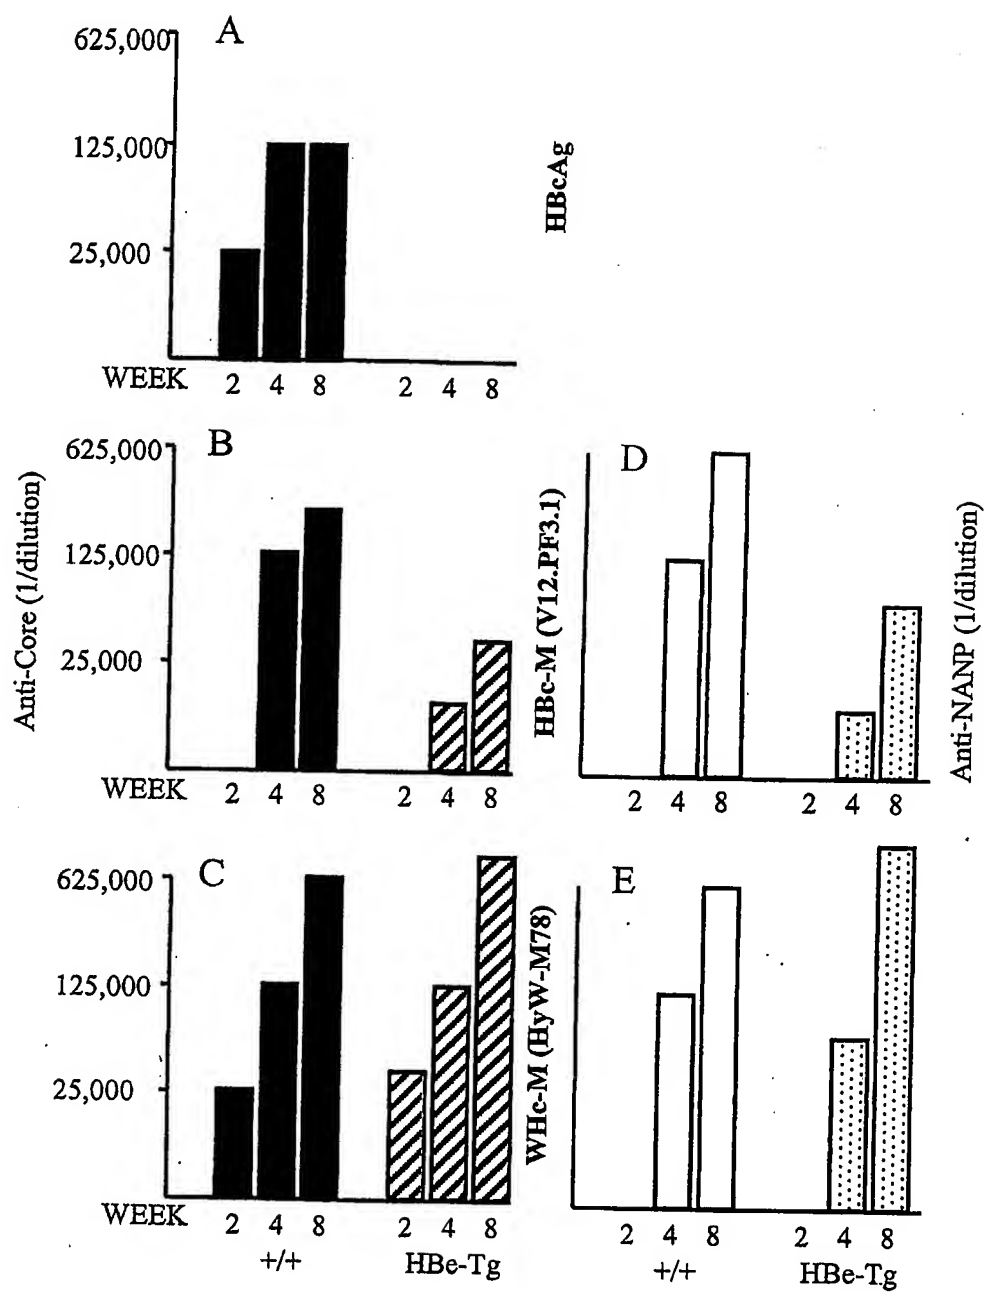 A
625,000
125,000
25,000
HBcAg
WEEK 2 4 8 2 4 8
B
625,000
125,000
25,000
Anti-Core (1/dilution)
WEEK 2 4 8 2 4 8
HBc-M (V12.PF3.1)
D
Anti-NANP (1/dilution)
2 4 8 2 4 8
C
625,000
125,000
25,000
WEEK 2 4 8 2 4 8
+/+ HBe-Tg
WHc-M (HyW-M78)
E
2 4 8 2 4 8
+/+ HBe-Tg